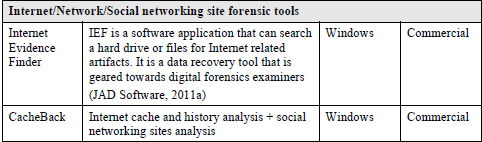 Internet/Network/Social networking site forensic tools
Internet Evidence Finder
IEF is a software application that can search a hard drive or files for Internet related artifacts. It is a data recovery tool that is geared towards digital forensics examiners (JAD Software, 2011a)
Windows
Commercial
CacheBack
Internet cache and history analysis + social networking sites analysis
Windows
Commercial